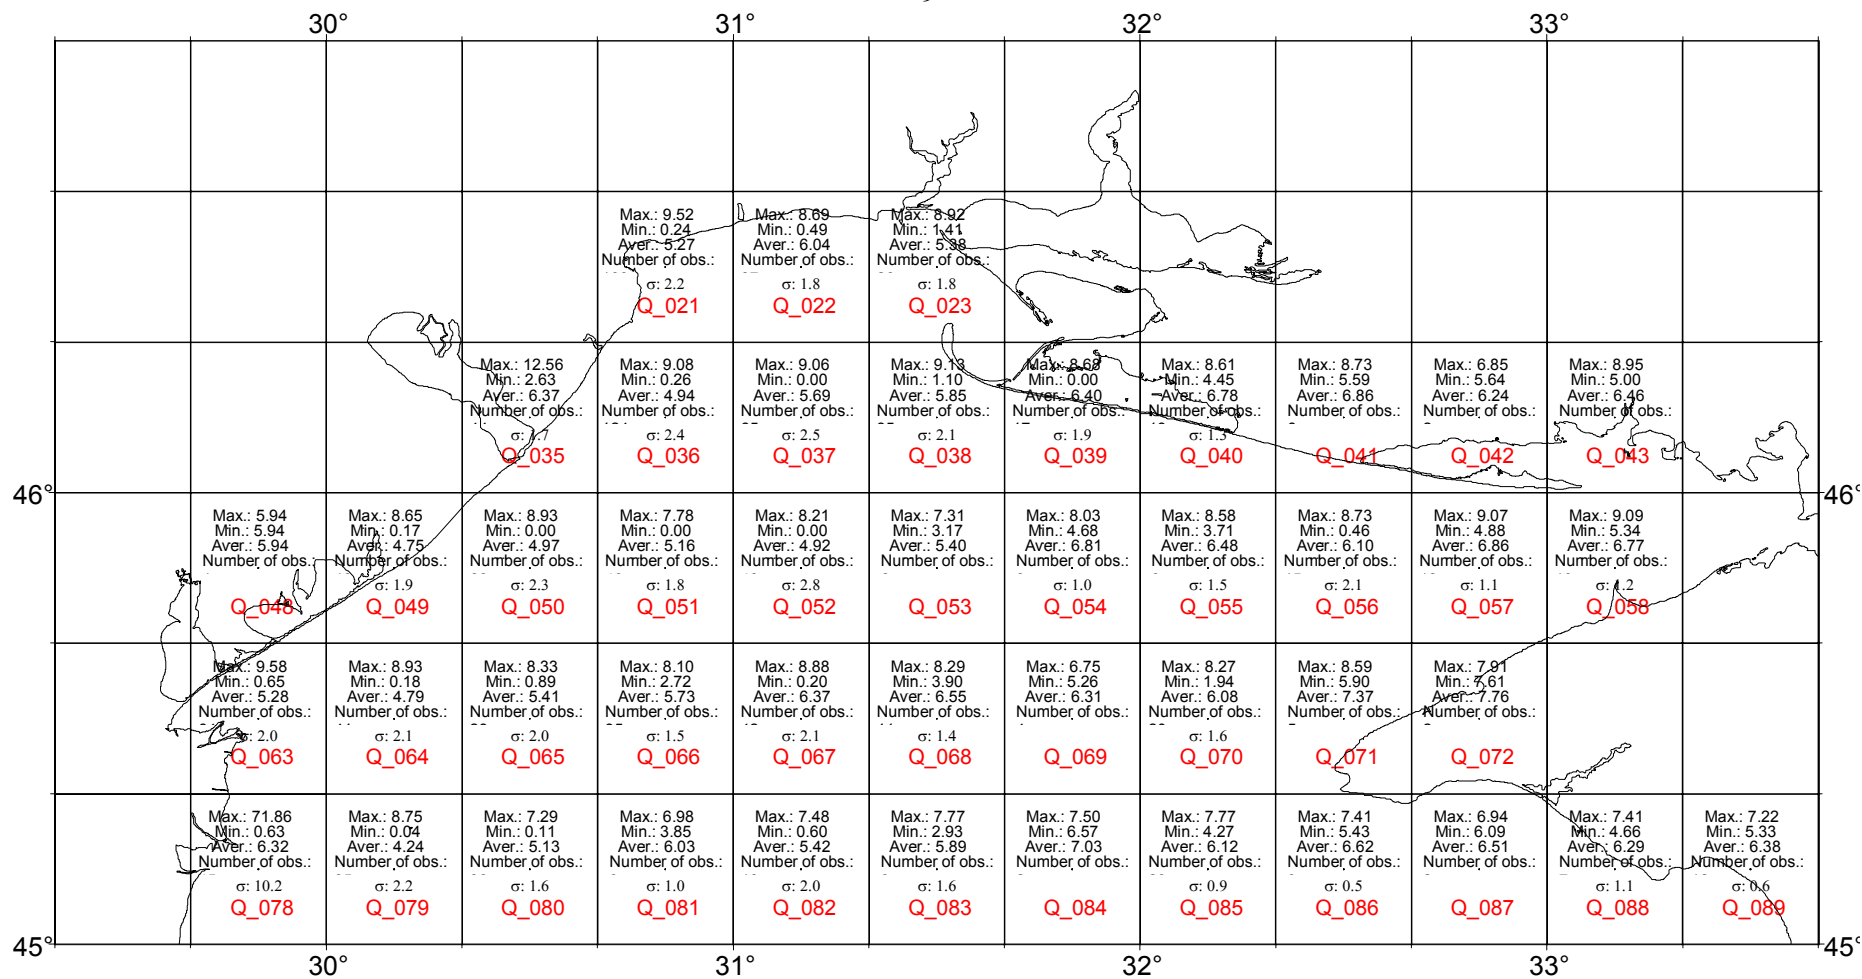 30° 31° 32° 33°
Max.: 9.52 Max.: 8.69 Max.: 8.92
Min.: 0.24 Min.: 0.49 Min.: 1.41
Aver.: 5.27 Aver.: 6.04 Aver.: 5.38
Number of obs.: Number of obs.: Number of obs.:
σ: 2.2 σ: 1.8 σ: 1.8
Q_021 Q_022 Q_023
Max.: 12.56 Max.: 9.08 Max.: 9.06 Max.: 9.13 Max.: 8.68 Max.: 8.61 Max.: 8.73 Max.: 6.85 Max.: 8.95
Min.: 2.63 Min.: 0.26 Min.: 0.00 Min.: 1.10 Min.: 0.00 Min.: 4.45 Min.: 5.59 Min.: 5.64 Min.: 5.00
Aver.: 6.37 Aver.: 4.94 Aver.: 5.69 Aver.: 5.85 Aver.: 6.40 Aver.: 6.78 Aver.: 6.86 Aver.: 6.24 Aver.: 6.46
Number of obs.: Number of obs.: Number of obs.: Number of obs.: Number of obs.: Number of obs.: Number of obs.: Number of obs.: Number of obs.:
σ: 1.7 σ: 2.4 σ: 2.5 σ: 2.1 σ: 1.9 σ: 1.3
Q_035 Q_036 Q_037 Q_038 Q_039 Q_040 Q_041 Q_042 Q_043
46° 46°
Max.: 5.94 Max.: 8.65 Max.: 8.93 Max.: 7.78 Max.: 8.21 Max.: 7.31 Max.: 8.03 Max.: 8.58 Max.: 8.73 Max.: 9.07 Max.: 9.09
Min.: 5.94 Min.: 0.17 Min.: 0.00 Min.: 0.00 Min.: 0.00 Min.: 3.17 Min.: 4.68 Min.: 3.71 Min.: 0.46 Min.: 4.88 Min.: 5.34
Aver.: 5.94 Aver.: 4.75 Aver.: 4.97 Aver.: 5.16 Aver.: 4.92 Aver.: 5.40 Aver.: 6.81 Aver.: 6.48 Aver.: 6.10 Aver.: 6.86 Aver.: 6.77
Number of obs.: Number of obs.: Number of obs.: Number of obs.: Number of obs.: Number of obs.: Number of obs.: Number of obs.: Number of obs.: Number of obs.: Number of obs.:
σ: 1.9 σ: 2.3 σ: 1.8 σ: 2.8 σ: 1.0 σ: 1.5 σ: 2.1 σ: 1.1 σ: 1.2
Q_048 Q_049 Q_050 Q_051 Q_052 Q_053 Q_054 Q_055 Q_056 Q_057 Q_058
Max.: 9.58 Max.: 8.93 Max.: 8.33 Max.: 8.10 Max.: 8.88 Max.: 8.29 Max.: 6.75 Max.: 8.27 Max.: 8.59 Max.: 7.91
Min.: 0.65 Min.: 0.18 Min.: 0.89 Min.: 2.72 Min.: 0.20 Min.: 3.90 Min.: 5.26 Min.: 1.94 Min.: 5.90 Min.: 7.61
Aver.: 5.28 Aver.: 4.79 Aver.: 5.41 Aver.: 5.73 Aver.: 6.37 Aver.: 6.55 Aver.: 6.31 Aver.: 6.08 Aver.: 7.37 Aver.: 7.76
Number of obs.: Number of obs.: Number of obs.: Number of obs.: Number of obs.: Number of obs.: Number of obs.: Number of obs.: Number of obs.: Number of obs.:
σ: 2.0 σ: 2.1 σ: 2.0 σ: 1.5 σ: 2.1 σ: 1.4 σ: 1.6
Q_063 Q_064 Q_065 Q_066 Q_067 Q_068 Q_069 Q_070 Q_071 Q_072
Max.: 71.86 Max.: 8.75 Max.: 7.29 Max.: 6.98 Max.: 7.48 Max.: 7.77 Max.: 7.50 Max.: 7.77 Max.: 7.41 Max.: 6.94 Max.: 7.41 Max.: 7.22
Min.: 0.63 Min.: 0.04 Min.: 0.11 Min.: 3.85 Min.: 0.60 Min.: 2.93 Min.: 6.57 Min.: 4.27 Min.: 5.43 Min.: 6.09 Min.: 4.66 Min.: 5.33
Aver.: 6.32 Aver.: 4.24 Aver.: 5.13 Aver.: 6.03 Aver.: 5.42 Aver.: 5.89 Aver.: 7.03 Aver.: 6.12 Aver.: 6.62 Aver.: 6.51 Aver.: 6.29 Aver.: 6.38
Number of obs.: Number of obs.: Number of obs.: Number of obs.: Number of obs.: Number of obs.: Number of obs.: Number of obs.: Number of obs.: Number of obs.: Number of obs.: Number of obs.:
σ: 10.2 σ: 2.2 σ: 1.6 σ: 1.0 σ: 2.0 σ: 1.6 σ: 0.9 σ: 0.5 σ: 1.1 σ: 0.6
Q_078 Q_079 Q_080 Q_081 Q_082 Q_083 Q_084 Q_085 Q_086 Q_087 Q_088 Q_089
45° 45°
30° 31° 32° 33°